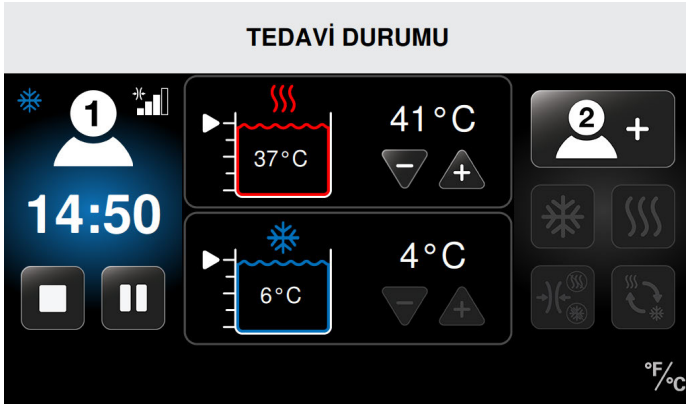 TEDAVİ DURUMU
1
14:50
37°C
41°C
− +
6°C
4°C
− +
2 +
°F/°C